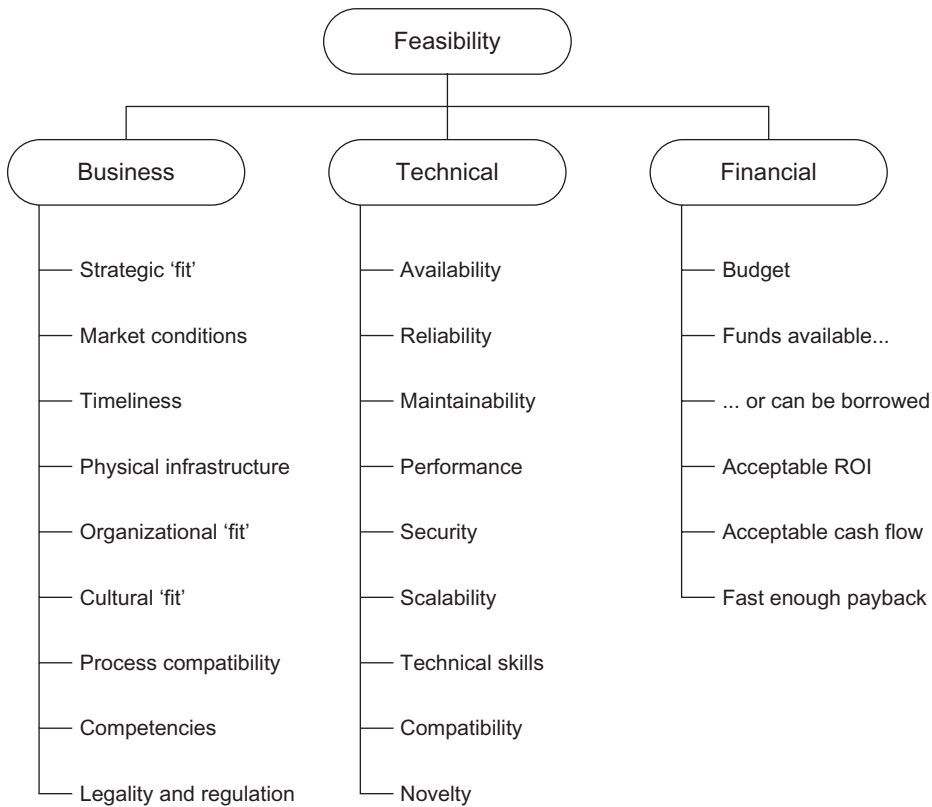 Feasibility
Business
Technical
Financial
Strategic ‘fit’
Market conditions
Timeliness
Physical infrastructure
Organizational ‘fit’
Cultural ‘fit’
Process compatibility
Competencies
Legality and regulation
Availability
Reliability
Maintainability
Performance
Security
Scalability
Technical skills
Compatibility
Novelty
Budget
Funds available...
... or can be borrowed
Acceptable ROI
Acceptable cash flow
Fast enough payback